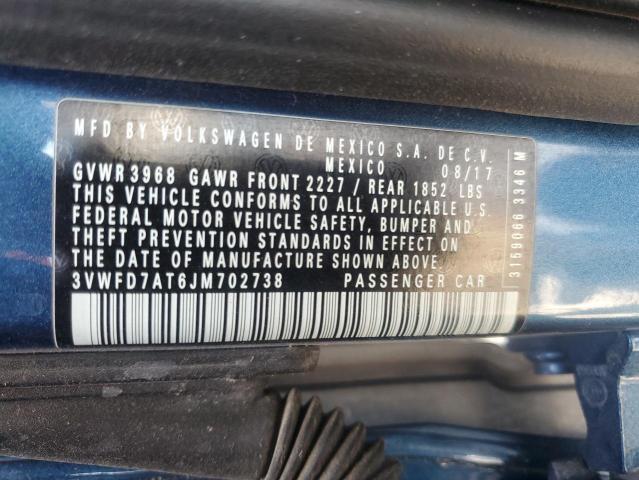 MFD BY VOLKSWAGEN DE MEXICO S.A. DE C.V.
MEXICO 08/17
GVWR 3968 GAWR FRONT 2227 / REAR 1852 LBS
THIS VEHICLE CONFORMS TO ALL APPLICABLE U.S.
FEDERAL MOTOR VEHICLE SAFETY, BUMPER AND
THEFT PREVENTION STANDARDS IN EFFECT ON
THE DATE OF MANUFACTURE SHOWN ABOVE.
3VWFD7AT6JM702738 PASSENGER CAR
3169066 3346 M